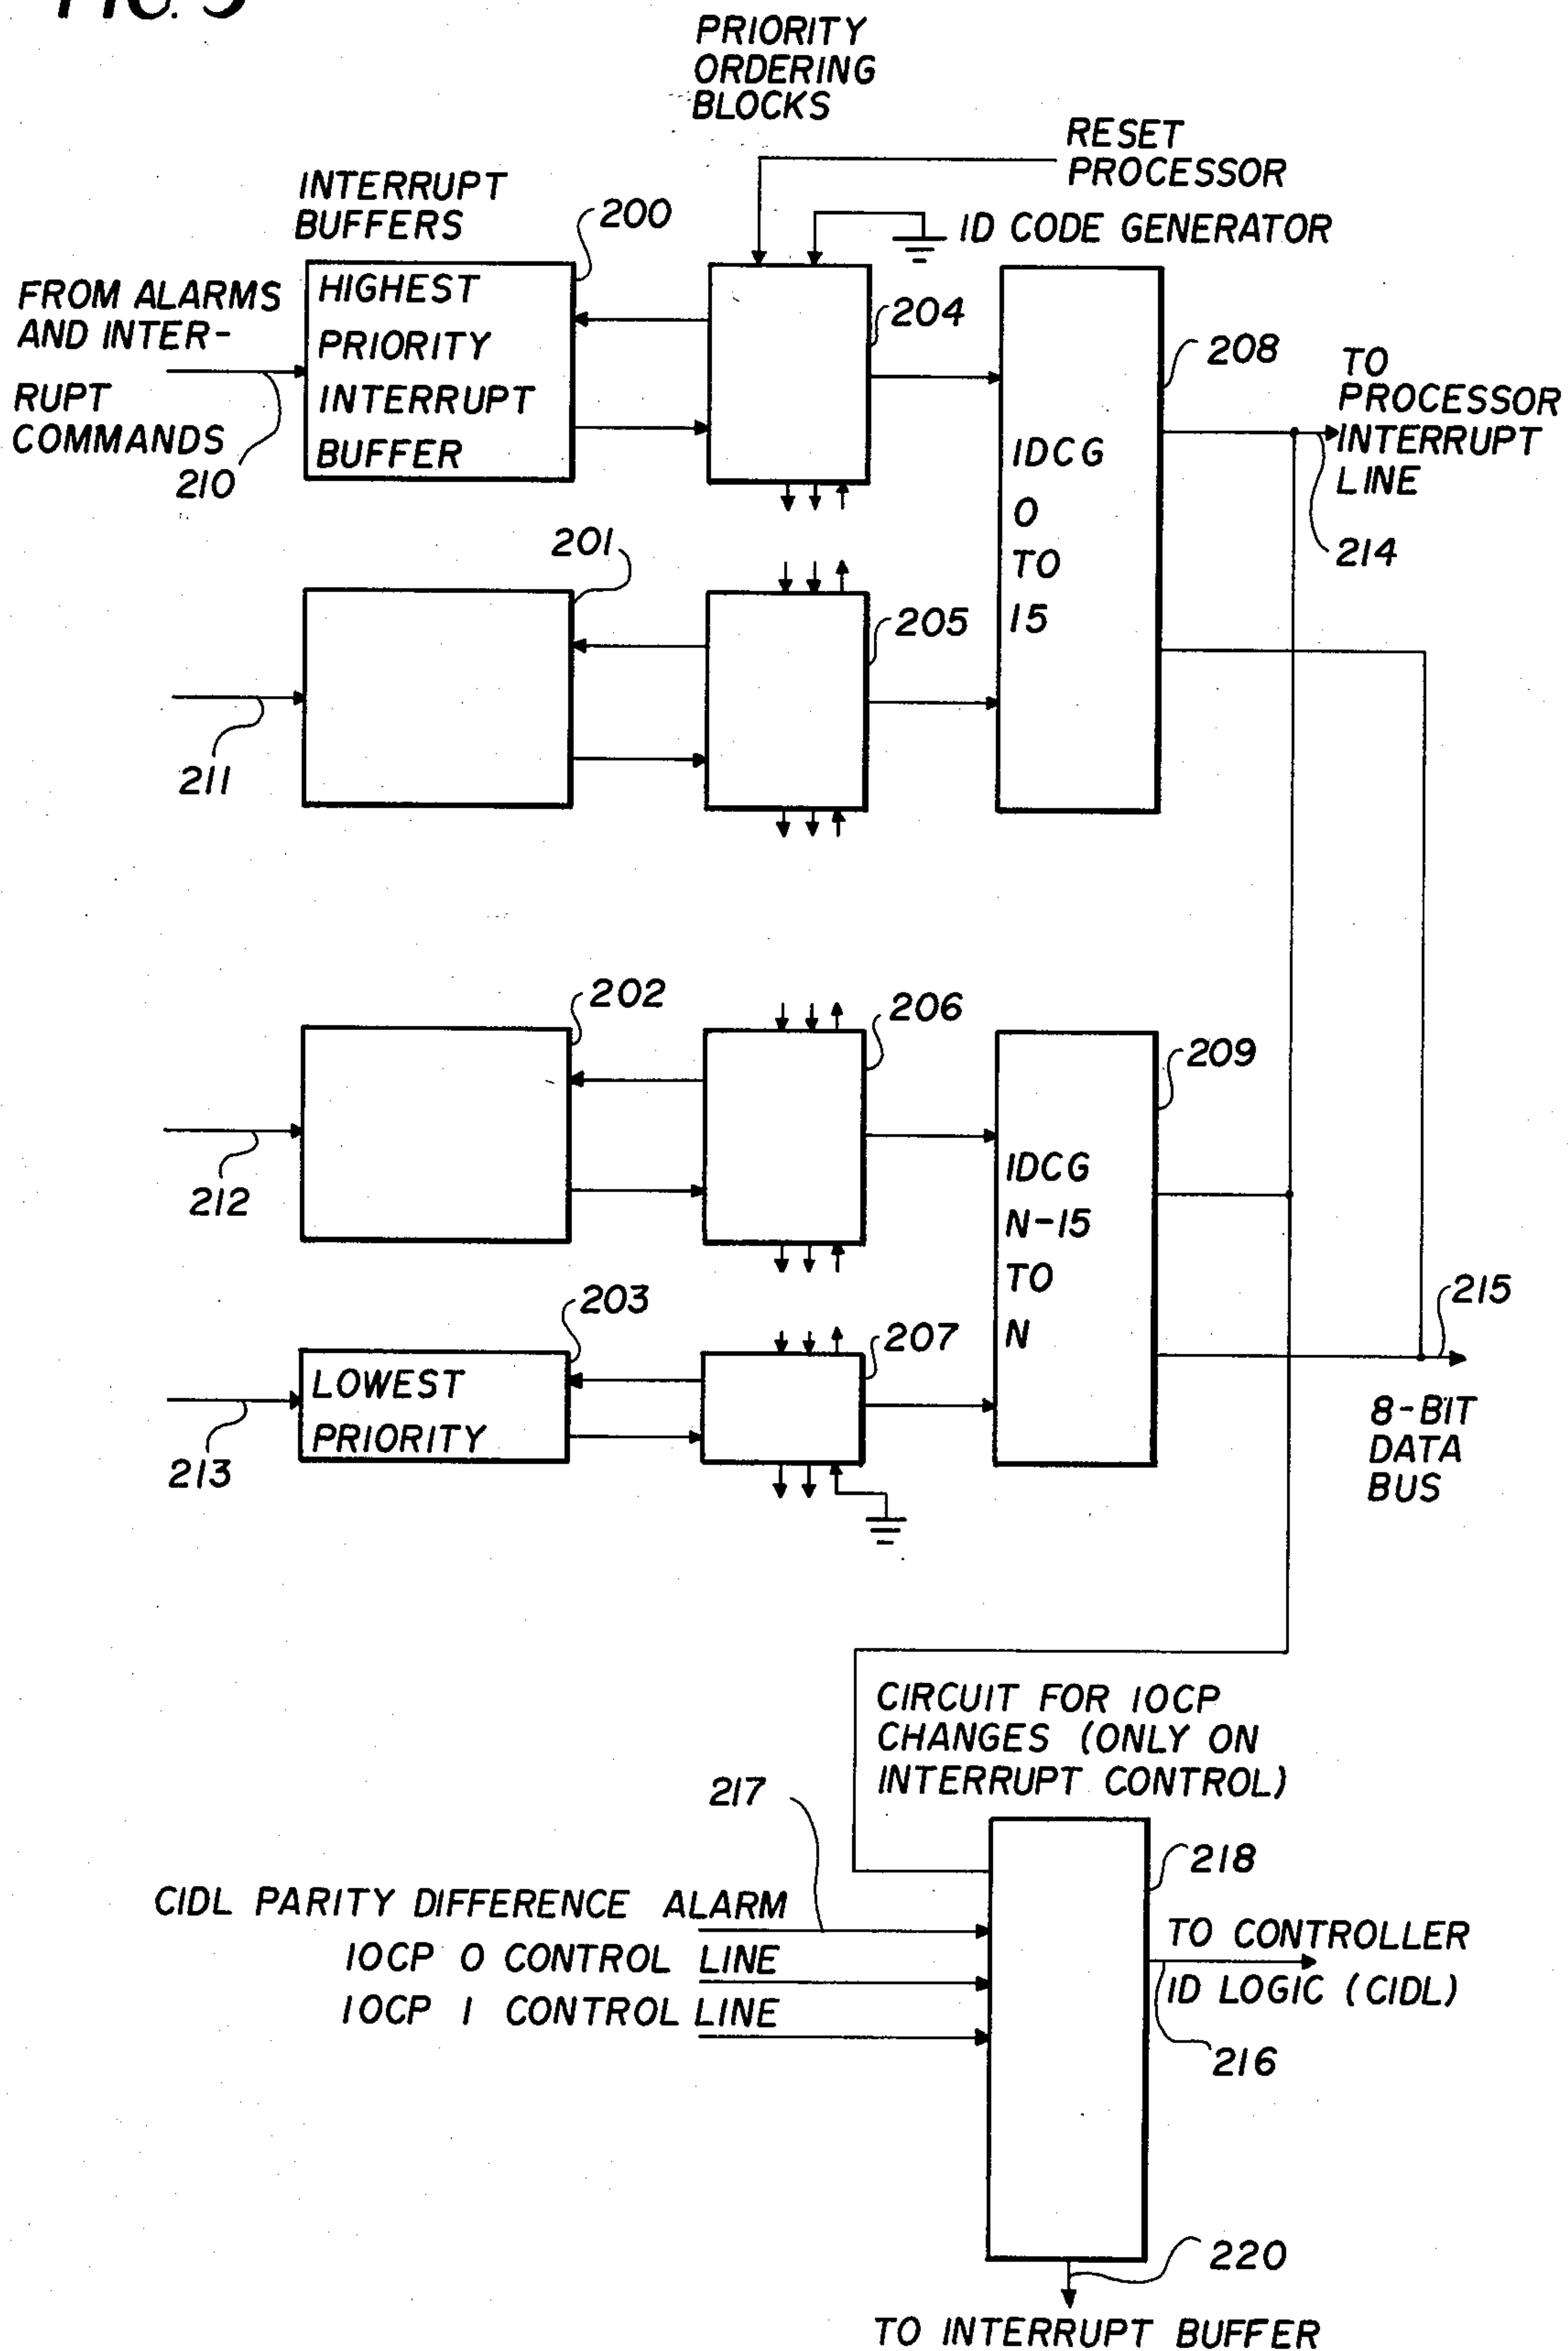 FIG. 5
PRIORITY
ORDERING
BLOCKS
RESET
PROCESSOR
INTERRUPT
BUFFERS
200
ID CODE GENERATOR
FROM ALARMS
AND INTER-
RUPT
COMMANDS
210
HIGHEST
PRIORITY
INTERRUPT
BUFFER
204
208
TO
PROCESSOR
INTERRUPT
LINE
214
IDCG
0
TO
15
201
205
211
202
206
209
212
IDCG
N-15
TO
N
203
207
215
LOWEST
PRIORITY
213
8-BIT
DATA
BUS
CIRCUIT FOR IOCP
CHANGES (ONLY ON
INTERRUPT CONTROL)
217
218
CIDL PARITY DIFFERENCE ALARM
IOCP 0 CONTROL LINE
IOCP 1 CONTROL LINE
TO CONTROLLER
ID LOGIC (CIDL)
216
220
TO INTERRUPT BUFFER